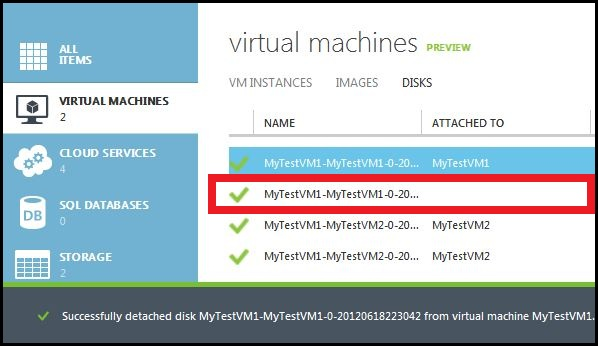 ALL
ITEMS
VIRTUAL MACHINES
2
CLOUD SERVICES
4
DB
SQL DATABASES
0
STORAGE
2
virtual machines PREVIEW
VM INSTANCES IMAGES DISKS
NAME ATTACHED TO
MyTestVM1-MyTestVM1-0-20... MyTestVM1
MyTestVM1-MyTestVM1-0-20...
MyTestVM1-MyTestVM2-0-20... MyTestVM2
MyTestVM1-MyTestVM2-0-20... MyTestVM2
Successfully detached disk MyTestVM1-MyTestVM1-0-20120618223042 from virtual machine MyTestVM1.